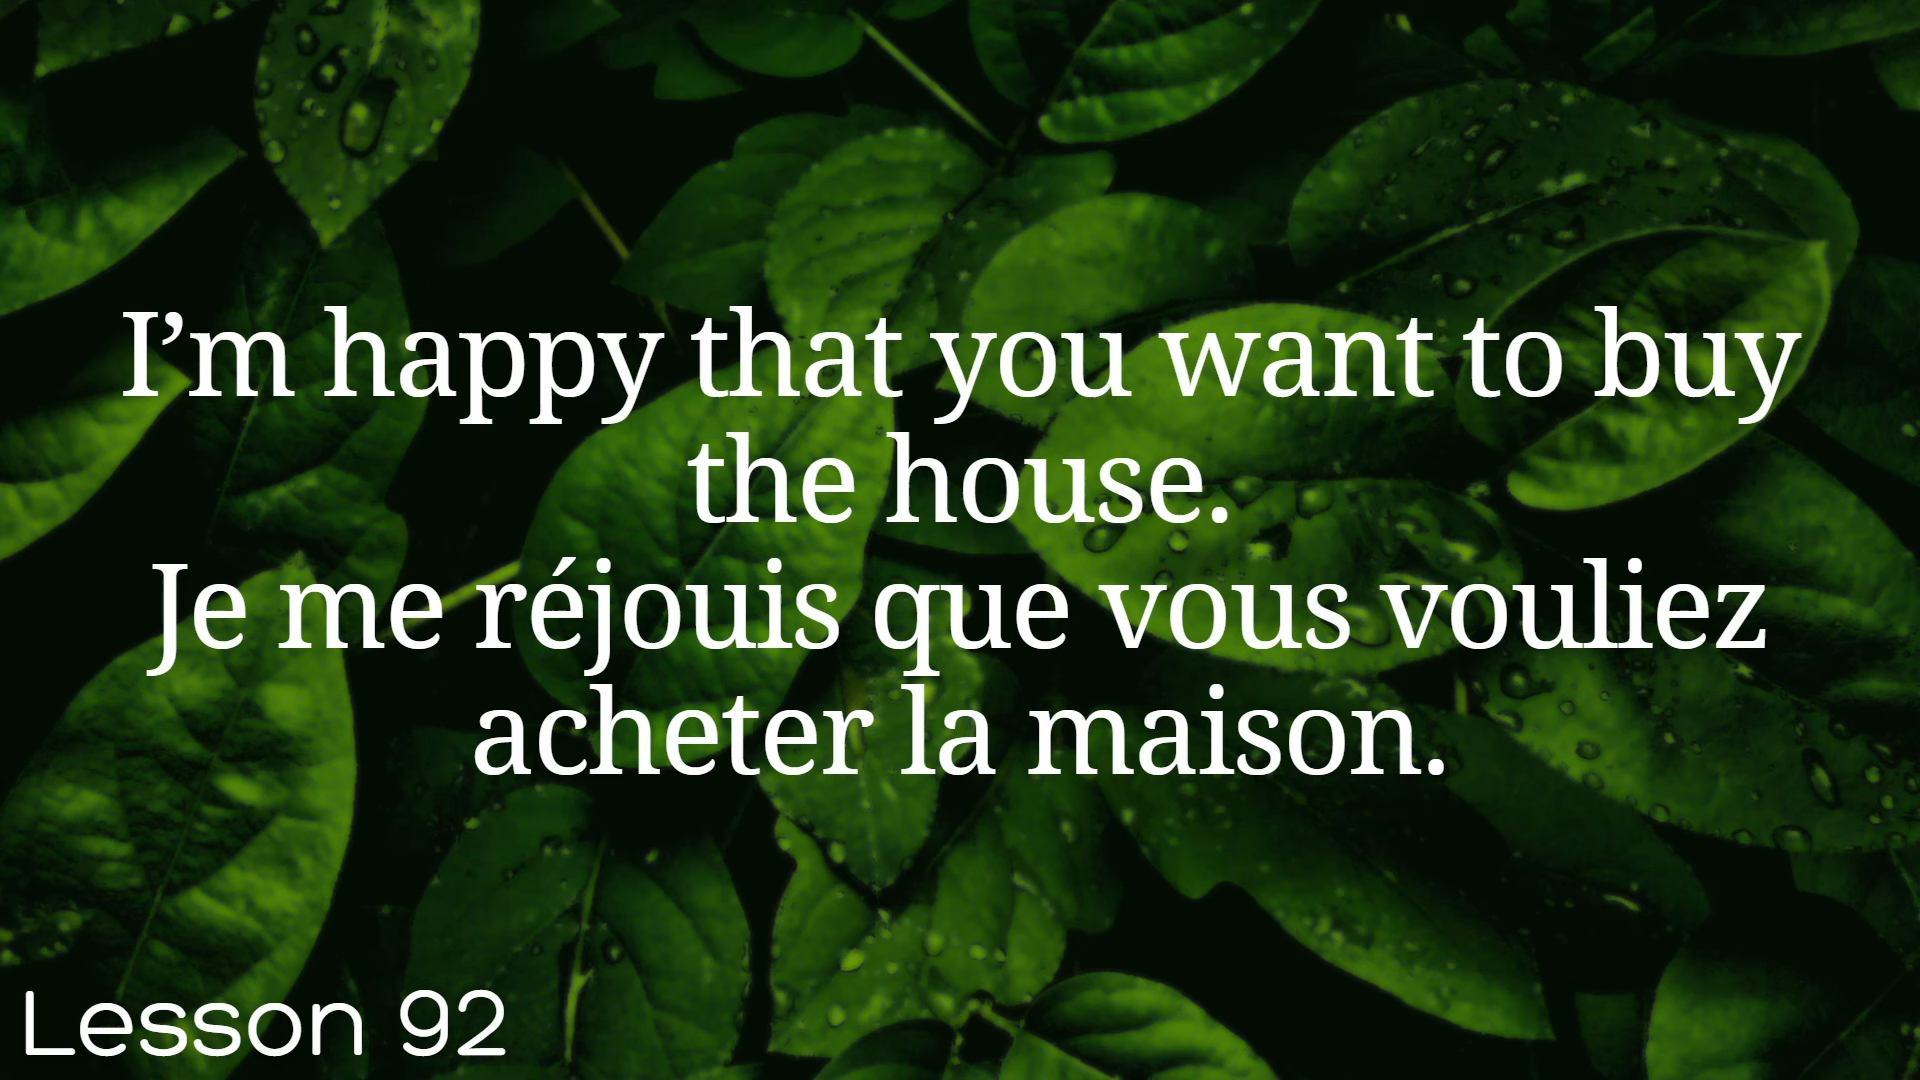 I’m happy that you want to buy
the house.
Je me réjouis que vous vouliez
acheter la maison.
Lesson 92